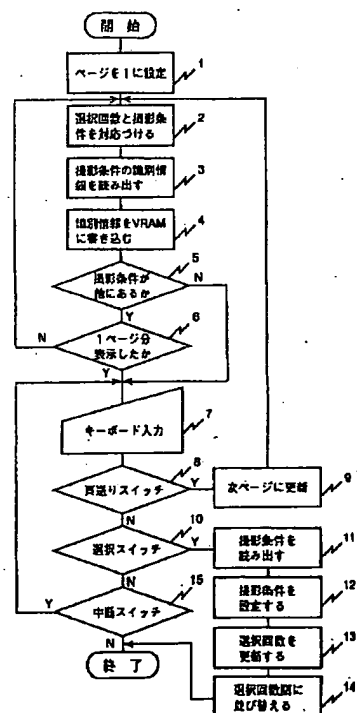 開始
ページを1に設定
1
選択回数と撮影条
件を対応づける
2
撮影条件の識別情
報を読み出す
3
識別情報をVRAM
に書き込む
4
撮影条件が
他にあるか
5
N
Y
1ページ分
表示したか
6
N
Y
キーボード入力
7
頁送りスイッチ
8
Y
次ページに更新
9
N
選択スイッチ
10
Y
撮影条件を
読み出す
11
N
撮影条件を
設定する
12
中断スイッチ
15
Y
選択回数を
更新する
13
N
終了
選択回数順に
並び替える
14